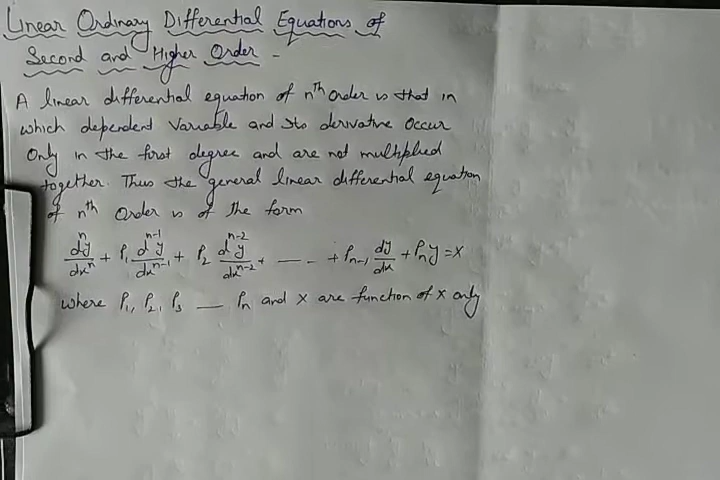 Linear Ordinary Differential Equations of
Second and Higher Order -
A linear differential equation of nth order is that in
which dependent variable and its derivative occur
only in the first degree and are not multiplied
together. Thus the general linear differential equation
of nth Order is of the form
dⁿy/dxⁿ + P₁ dⁿ⁻¹y/dxⁿ⁻¹ + P₂ dⁿ⁻²y/dxⁿ⁻² + --- + Pₙ₋₁ dy/dx + Pₙy = X
where P₁, P₂, P₃ --- Pₙ and X are function of x only